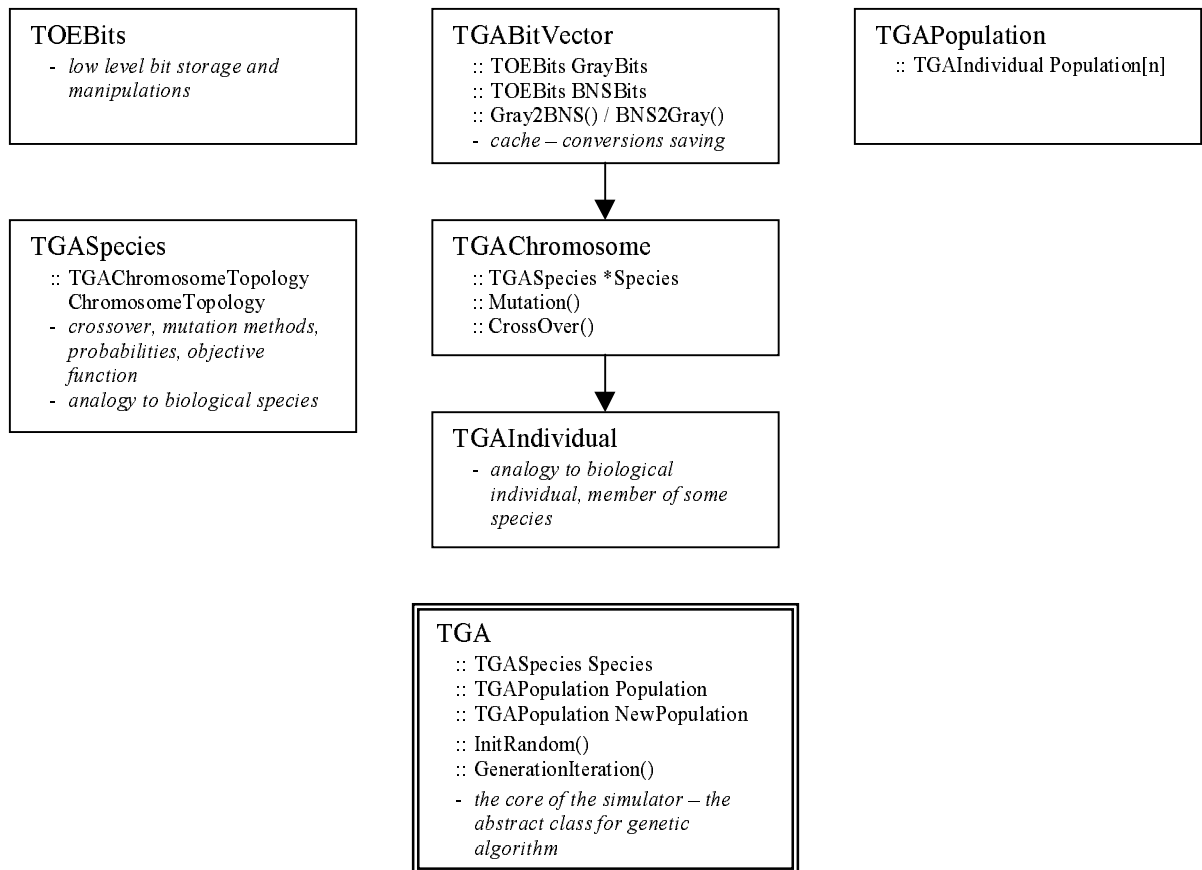 TOEBits
- low level bit storage and
manipulations
TGABitVector
:: TOEBits GrayBits
:: TOEBits BNSBits
:: Gray2BNS() / BNS2Gray()
- cache – conversions saving
TGAPopulation
:: TGAIndividual Population[n]
TGASpecies
:: TGAChromosomeTopology
ChromosomeTopology
- crossover, mutation methods,
probabilities, objective
function
- analogy to biological species
TGAChromosome
:: TGASpecies *Species
:: Mutation()
:: CrossOver()
TGAIndividual
- analogy to biological
individual, member of some
species
TGA
:: TGASpecies Species
:: TGAPopulation Population
:: TGAPopulation NewPopulation
:: InitRandom()
:: GenerationIteration()
- the core of the simulator – the
abstract class for genetic
algorithm